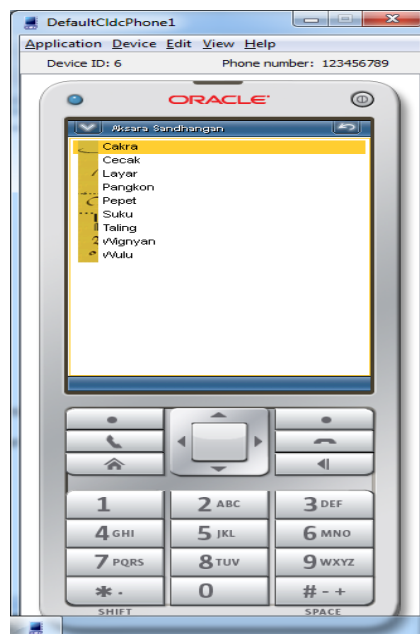 DefaultCldcPhone1
Application Device Edit View Help
Device ID: 6 Phone number: 123456789
ORACLE
Aksara Sandhangan
Cakra
Cecak
Layar
Pangkon
Pepet
Suku
Taling
Wignyan
Wulu
1 2 ABC 3 DEF
4 GHI 5 JKL 6 MNO
7 PQRS 8 TUV 9 WXYZ
* . 0 # - +
SHIFT SPACE